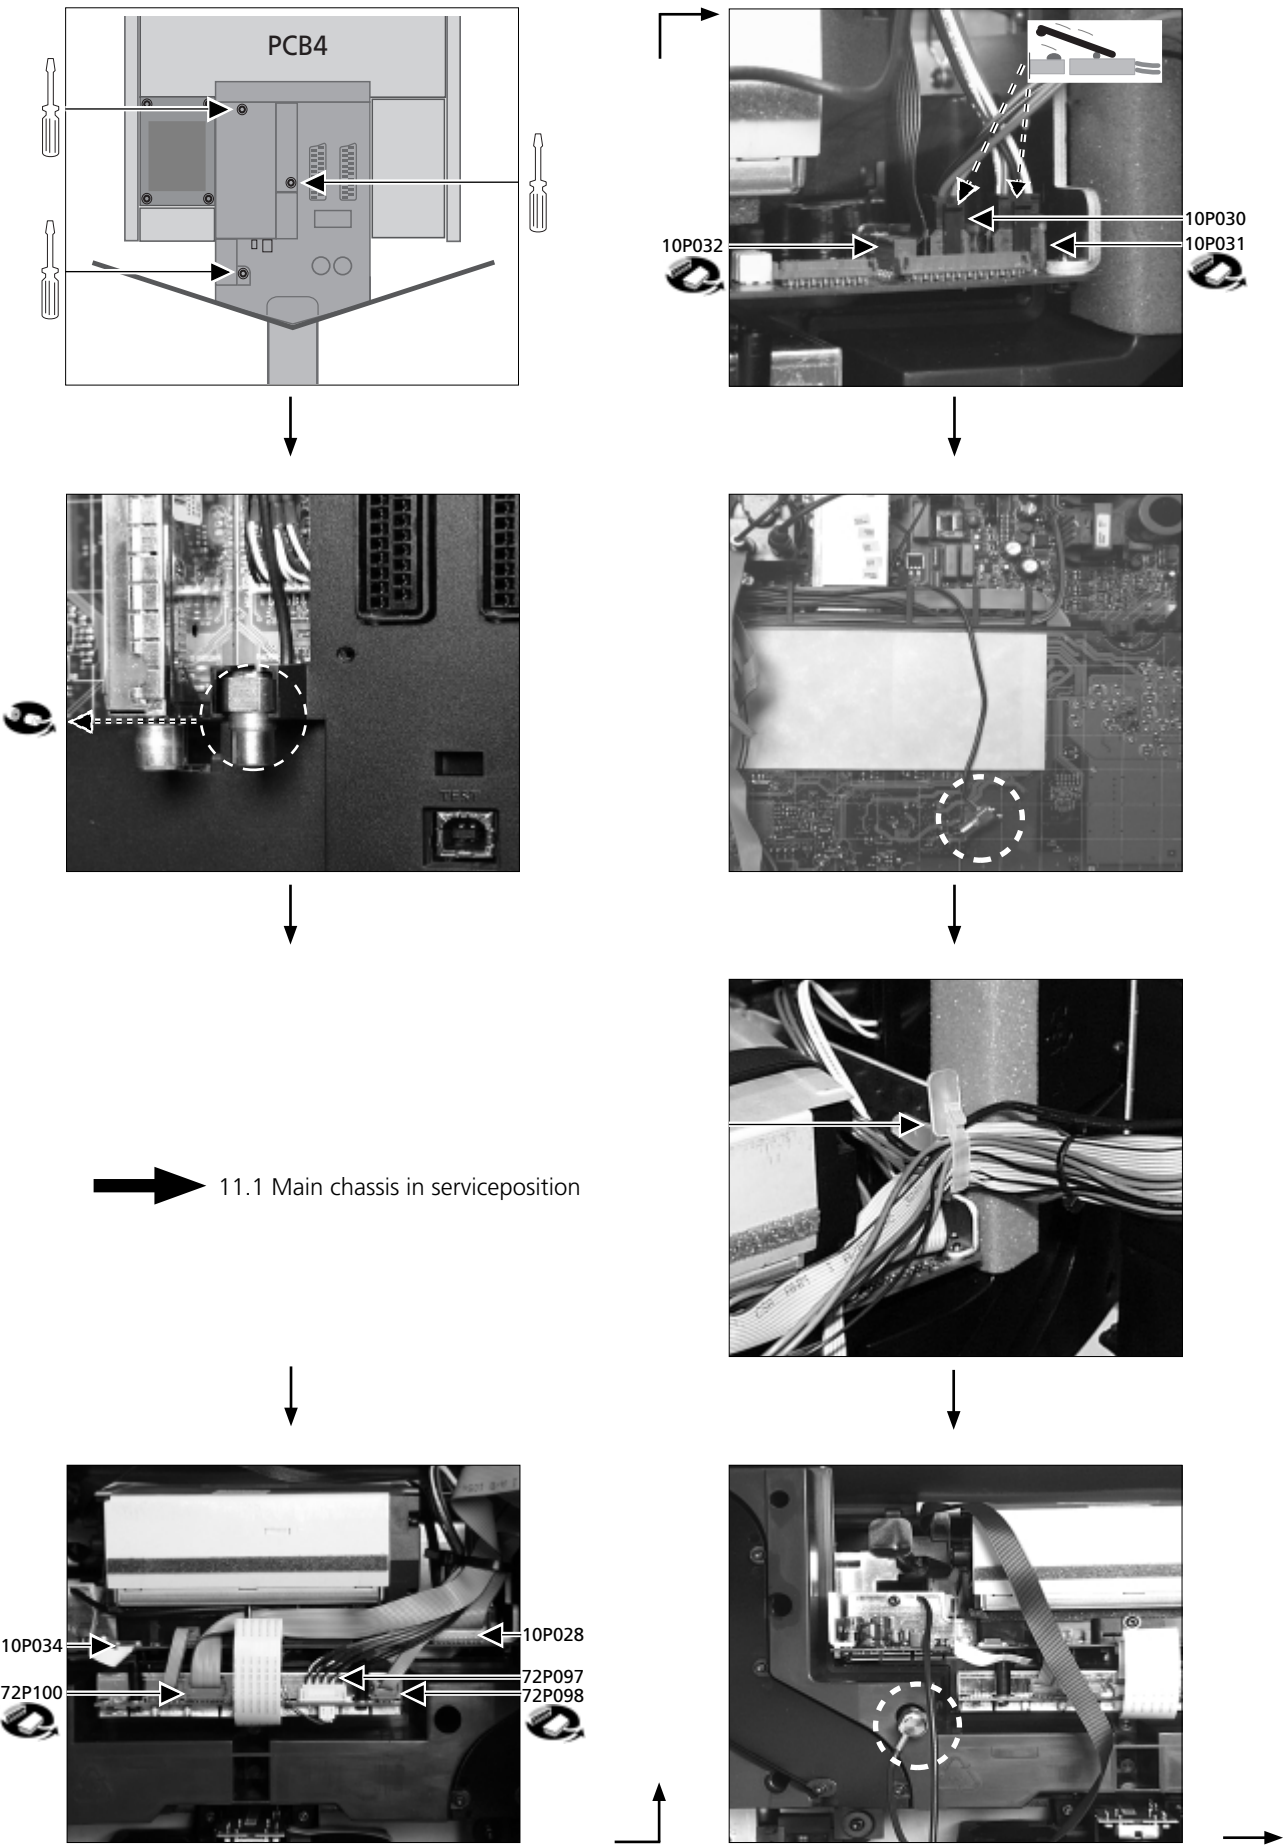 PCB4
10P030
10P031
10P032
TEST
11.1 Main chassis in serviceposition
10P034
72P100
10P028
72P097
72P098